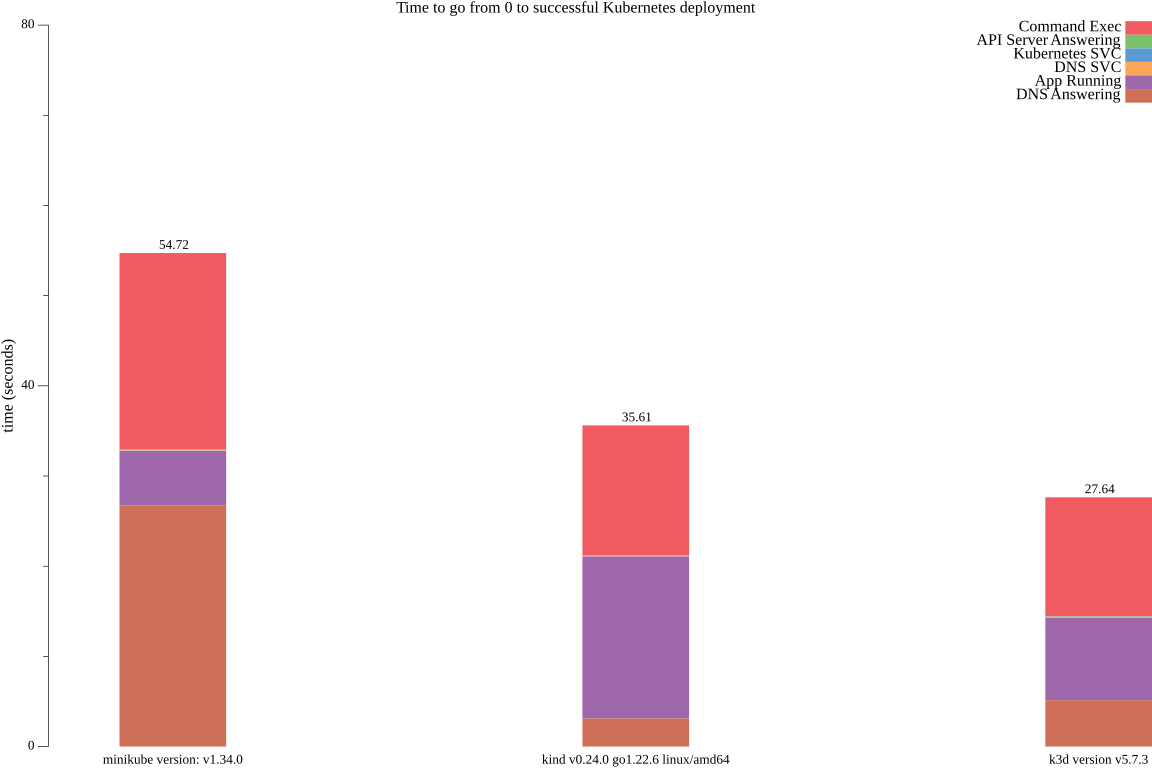 Time to go from 0 to successful Kubernetes deployment
80
Command Exec
API Server Answering
Kubernetes SVC
DNS SVC
App Running
DNS Answering
54.72
time (seconds)
40
35.61
27.64
0
minikube version: v1.34.0
kind v0.24.0 go1.22.6 linux/amd64
k3d version v5.7.3